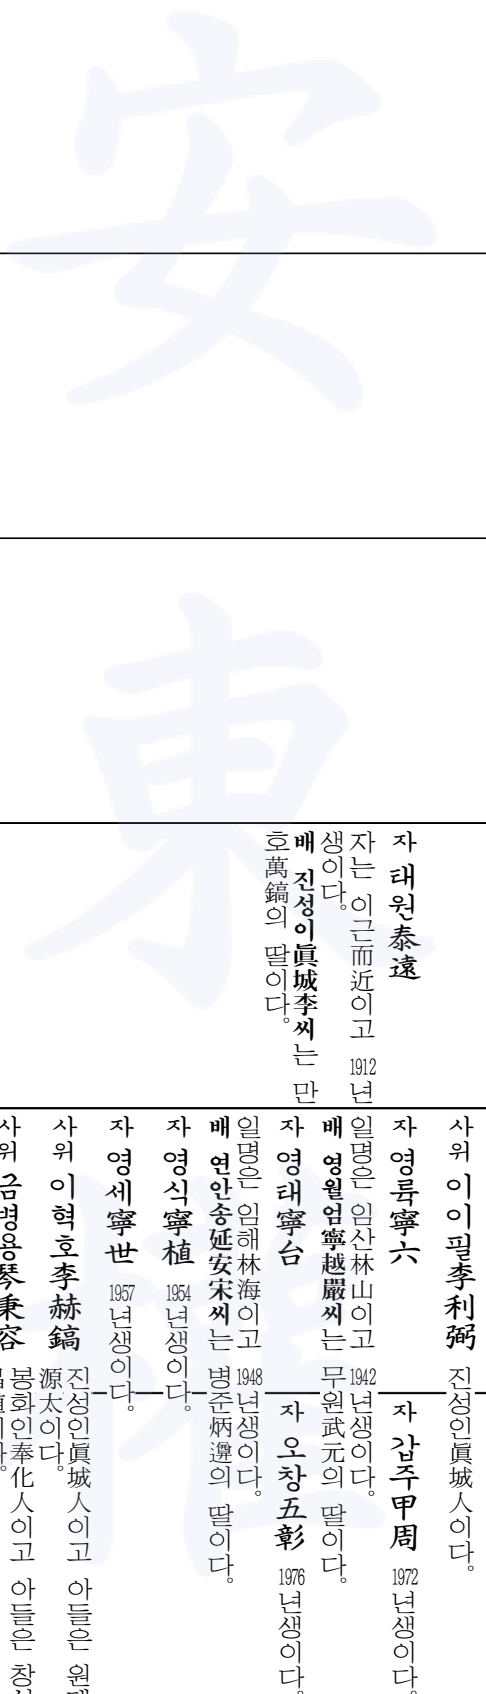 安東權
자 태원泰遠
자는 이근而近이고 1912년
생이다.
배 진성이眞城李씨는 만
호萬鎬의 딸이다.
사위 이이필李利弼 진성인眞城人이다.
자 영륙寧六
일명은 임산林山이고 1942년생이다.
배 영월엄寧越嚴씨는 무원武元의 딸이다.
자 갑주甲周 1972년생이다.
자 영태寧台
일명은 임해林海이고 1948년생이다.
배 연안송延安宋씨는 병준炳의 딸이다.
자 오창五彰 1976년생이다.
자 영식寧植 1954년생이다.
자 영세寧世 1957년생이다.
사위 이혁호李赫鎬 진성인眞城人이고 아들은 원태
源太이다.
사위 금병용琴秉容 봉화인奉化人이고 아들은